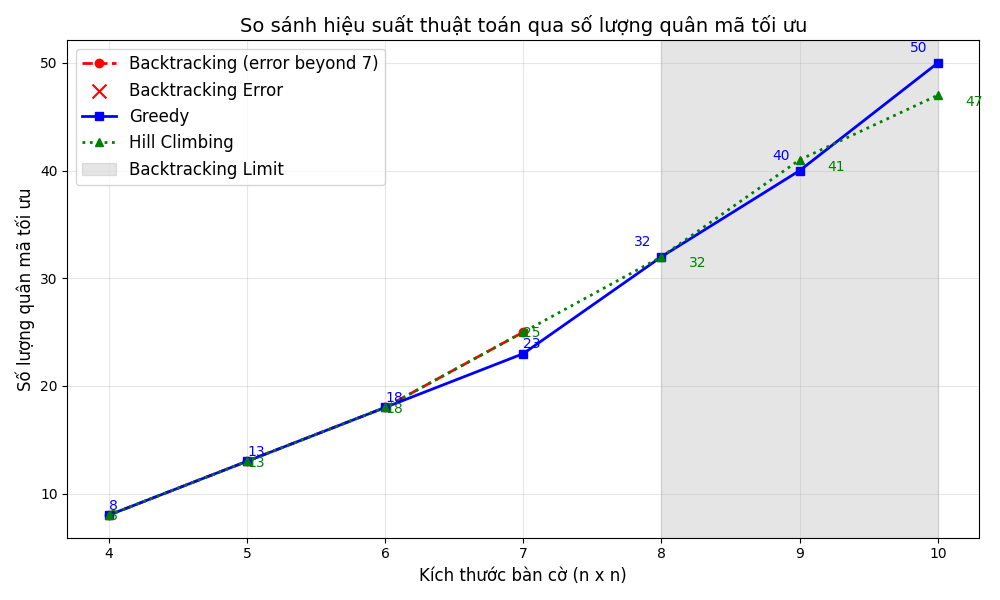 So sánh hiệu suất thuật toán qua số lượng quân mã tối ưu
Backtracking (error beyond 7)
Backtracking Error
Greedy
Hill Climbing
Backtracking Limit
Số lượng quân mã tối ưu
50
40
30
20
10
8
8
13
13
18
18
25
23
32
32
40
41
50
47
4 5 6 7 8 9 10
Kích thước bàn cờ (n x n)